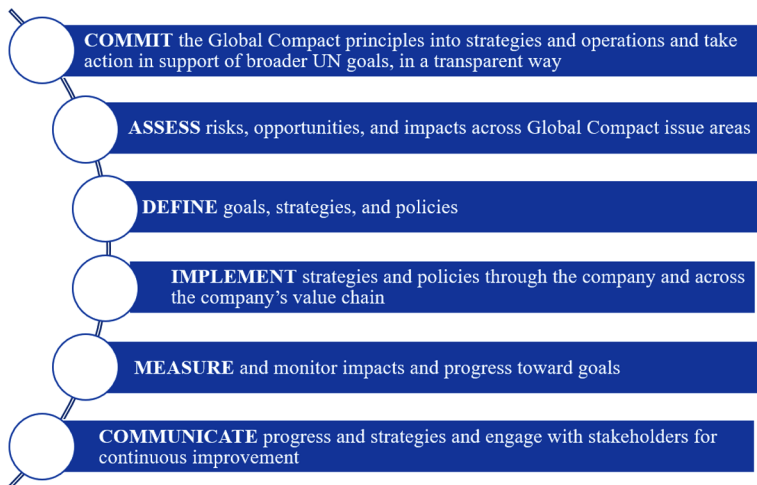 COMMIT the Global Compact principles into strategies and operations and take
action in support of broader UN goals, in a transparent way
ASSESS risks, opportunities, and impacts across Global Compact issue areas
DEFINE goals, strategies, and policies
IMPLEMENT strategies and policies through the company and across
the company’s value chain
MEASURE and monitor impacts and progress toward goals
COMMUNICATE progress and strategies and engage with stakeholders for
continuous improvement